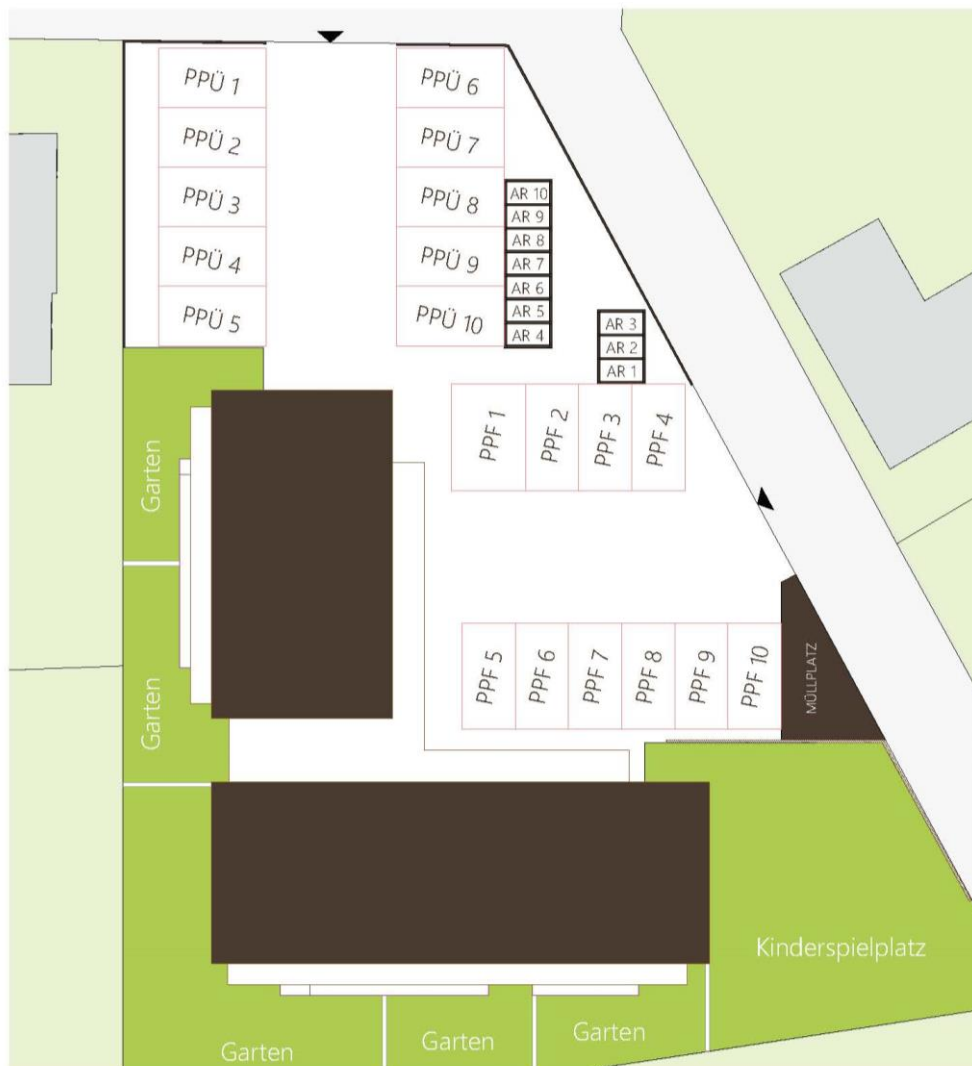 PPÜ 1
PPÜ 6
PPÜ 2
PPÜ 7
PPÜ 3
PPÜ 8
PPÜ 4
PPÜ 9
PPÜ 5
PPÜ 10
AR 10
AR 9
AR 8
AR 7
AR 6
AR 5
AR 4
AR 3
AR 2
AR 1
PPF 1
PPF 2
PPF 3
PPF 4
Garten
Garten
PPF 5
PPF 6
PPF 7
PPF 8
PPF 9
PPF 10
MÜLLPLATZ
Kinderspielplatz
Garten
Garten
Garten